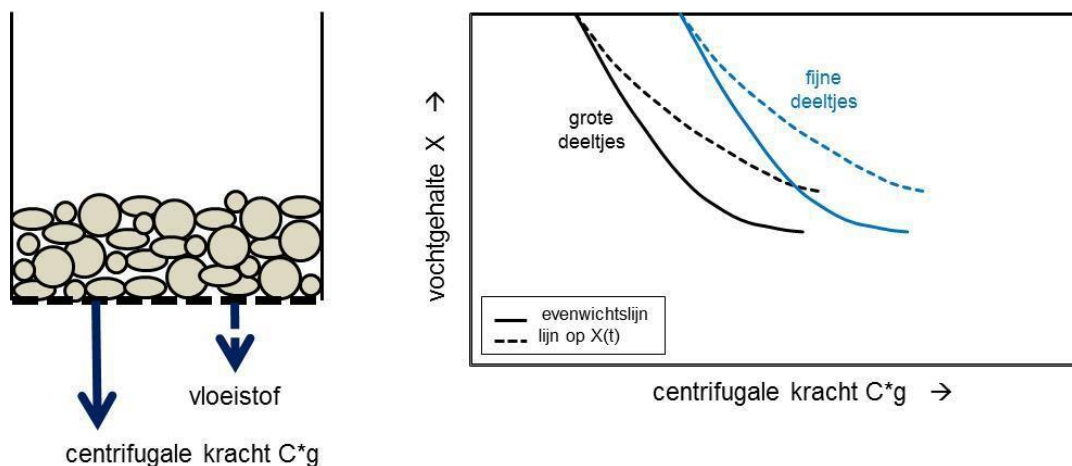 vloeistof
centrifugale kracht C*g
vochtgehalte X →
grote
deeltjes
fijne
deeltjes
evenwichtslijn
lijn op X(t)
centrifugale kracht C*g →